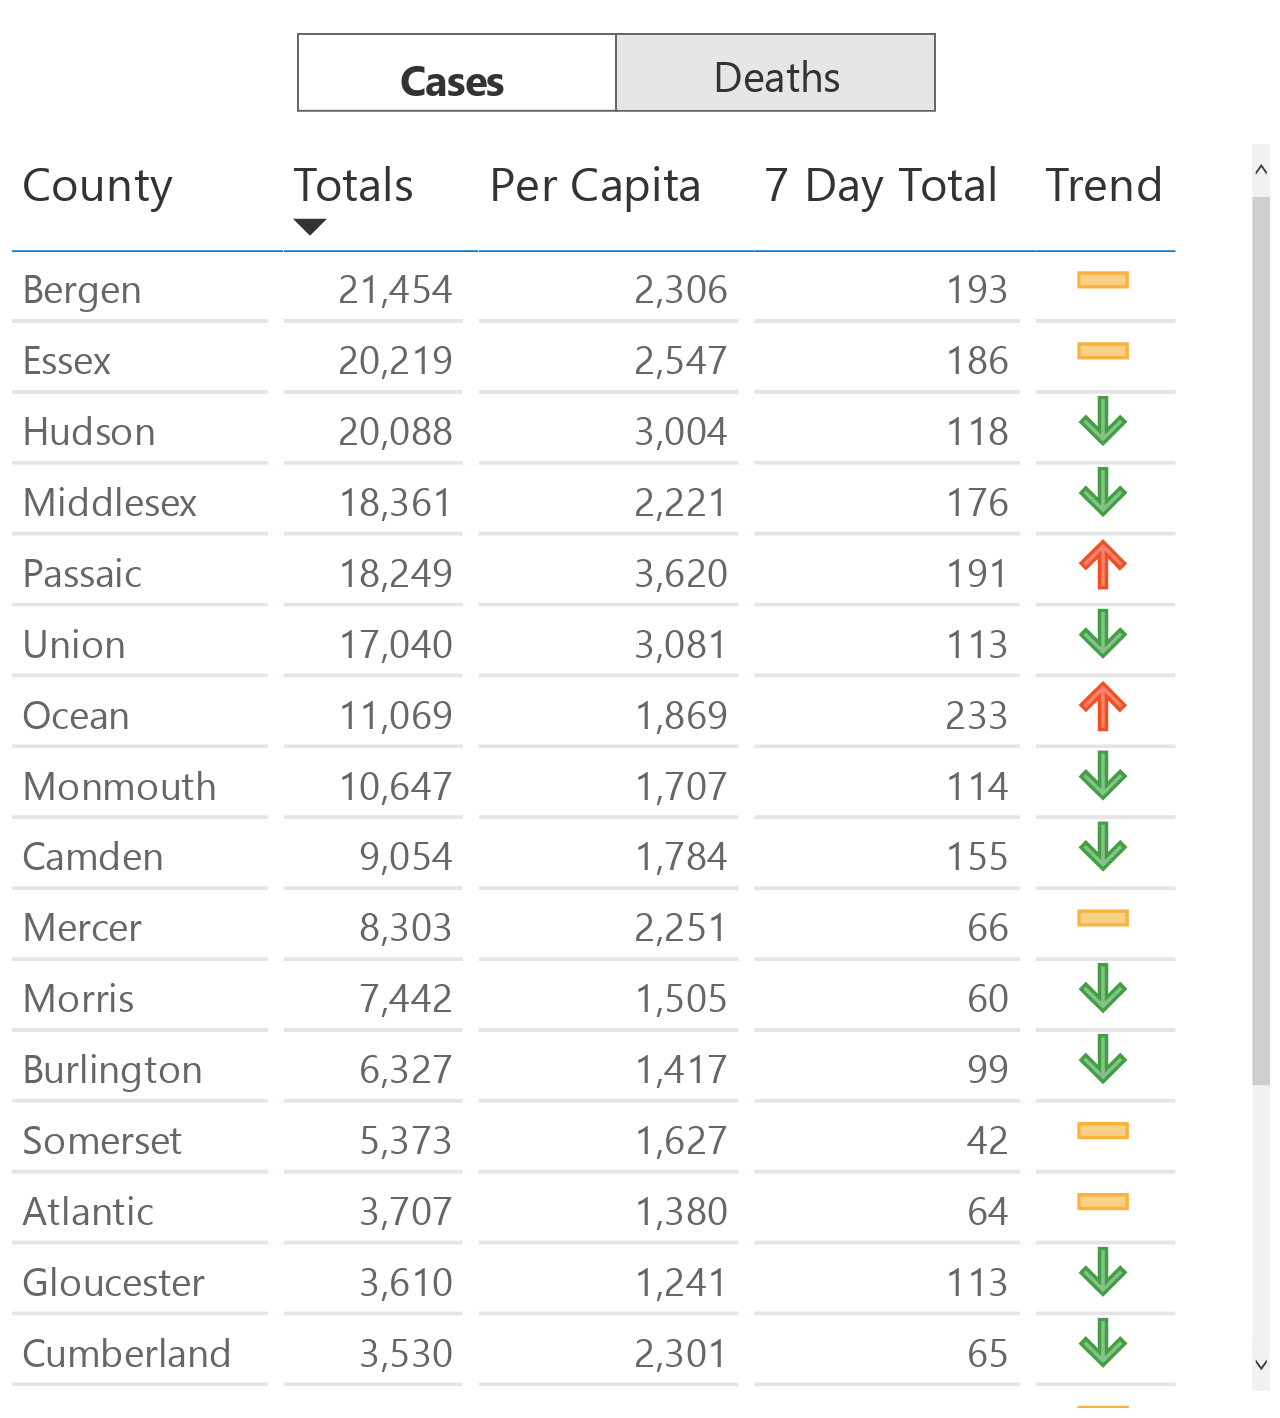 Cases Deaths
County Totals Per Capita 7 Day Total Trend
Bergen 21,454 2,306 193
Essex 20,219 2,547 186
Hudson 20,088 3,004 118
Middlesex 18,361 2,221 176
Passaic 18,249 3,620 191
Union 17,040 3,081 113
Ocean 11,069 1,869 233
Monmouth 10,647 1,707 114
Camden 9,054 1,784 155
Mercer 8,303 2,251 66
Morris 7,442 1,505 60
Burlington 6,327 1,417 99
Somerset 5,373 1,627 42
Atlantic 3,707 1,380 64
Gloucester 3,610 1,241 113
Cumberland 3,530 2,301 65